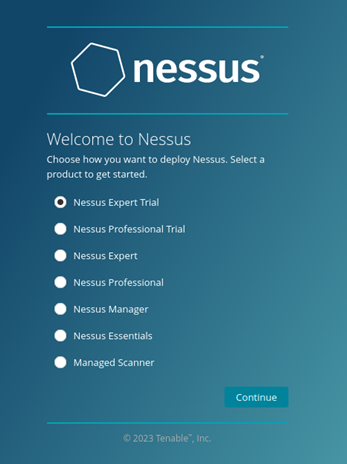 nessus®
Welcome to Nessus
Choose how you want to deploy Nessus. Select a
product to get started.
Nessus Expert Trial
Nessus Professional Trial
Nessus Expert
Nessus Professional
Nessus Manager
Nessus Essentials
Managed Scanner
Continue
© 2023 Tenable™, Inc.